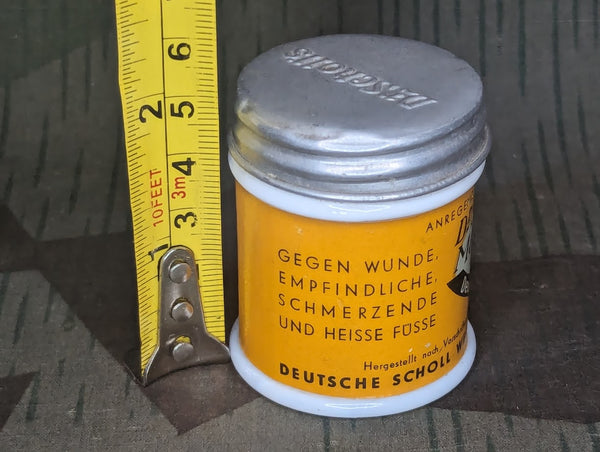 Dr.Scholl's
6
2
5
4
10FEET
3m
3
1
ANREGE
GEGEN WUNDE,
EMPFINDLICHE,
SCHMERZENDE
UND HEISSE FÜSSE
Hergestellt nach
DEUTSCHE SCHOLL W